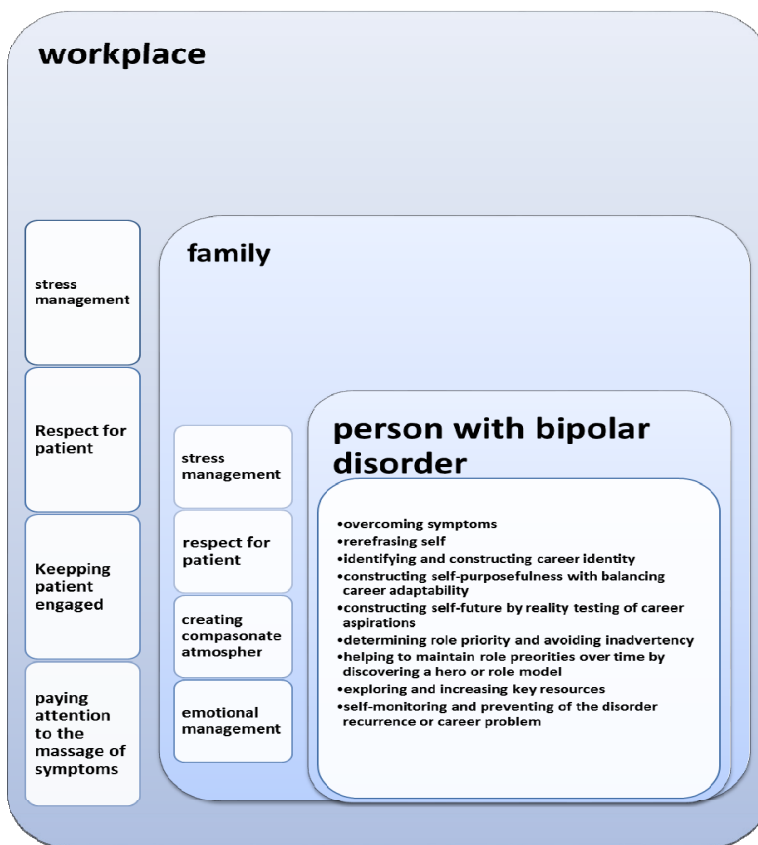 workplace
stress
management
Respect for
patient
Keepping
patient
engaged
paying
attention
to the
massage of
symptoms
family
stress
management
respect for
patient
creating
compasonate
atmospher
emotional
management
person with bipolar
disorder
•overcoming symptoms
•rerefrasing self
•identifying and constructing career identity
•constructing self-purposefulness with balancing
career adaptability
•constructing self-future by reality testing of career
aspirations
•determining role priority and avoiding inadvertency
•helping to maintain role preorities over time by
discovering a hero or role model
•exploring and increasing key resources
•self-monitoring and preventing of the disorder
recurrence or career problem